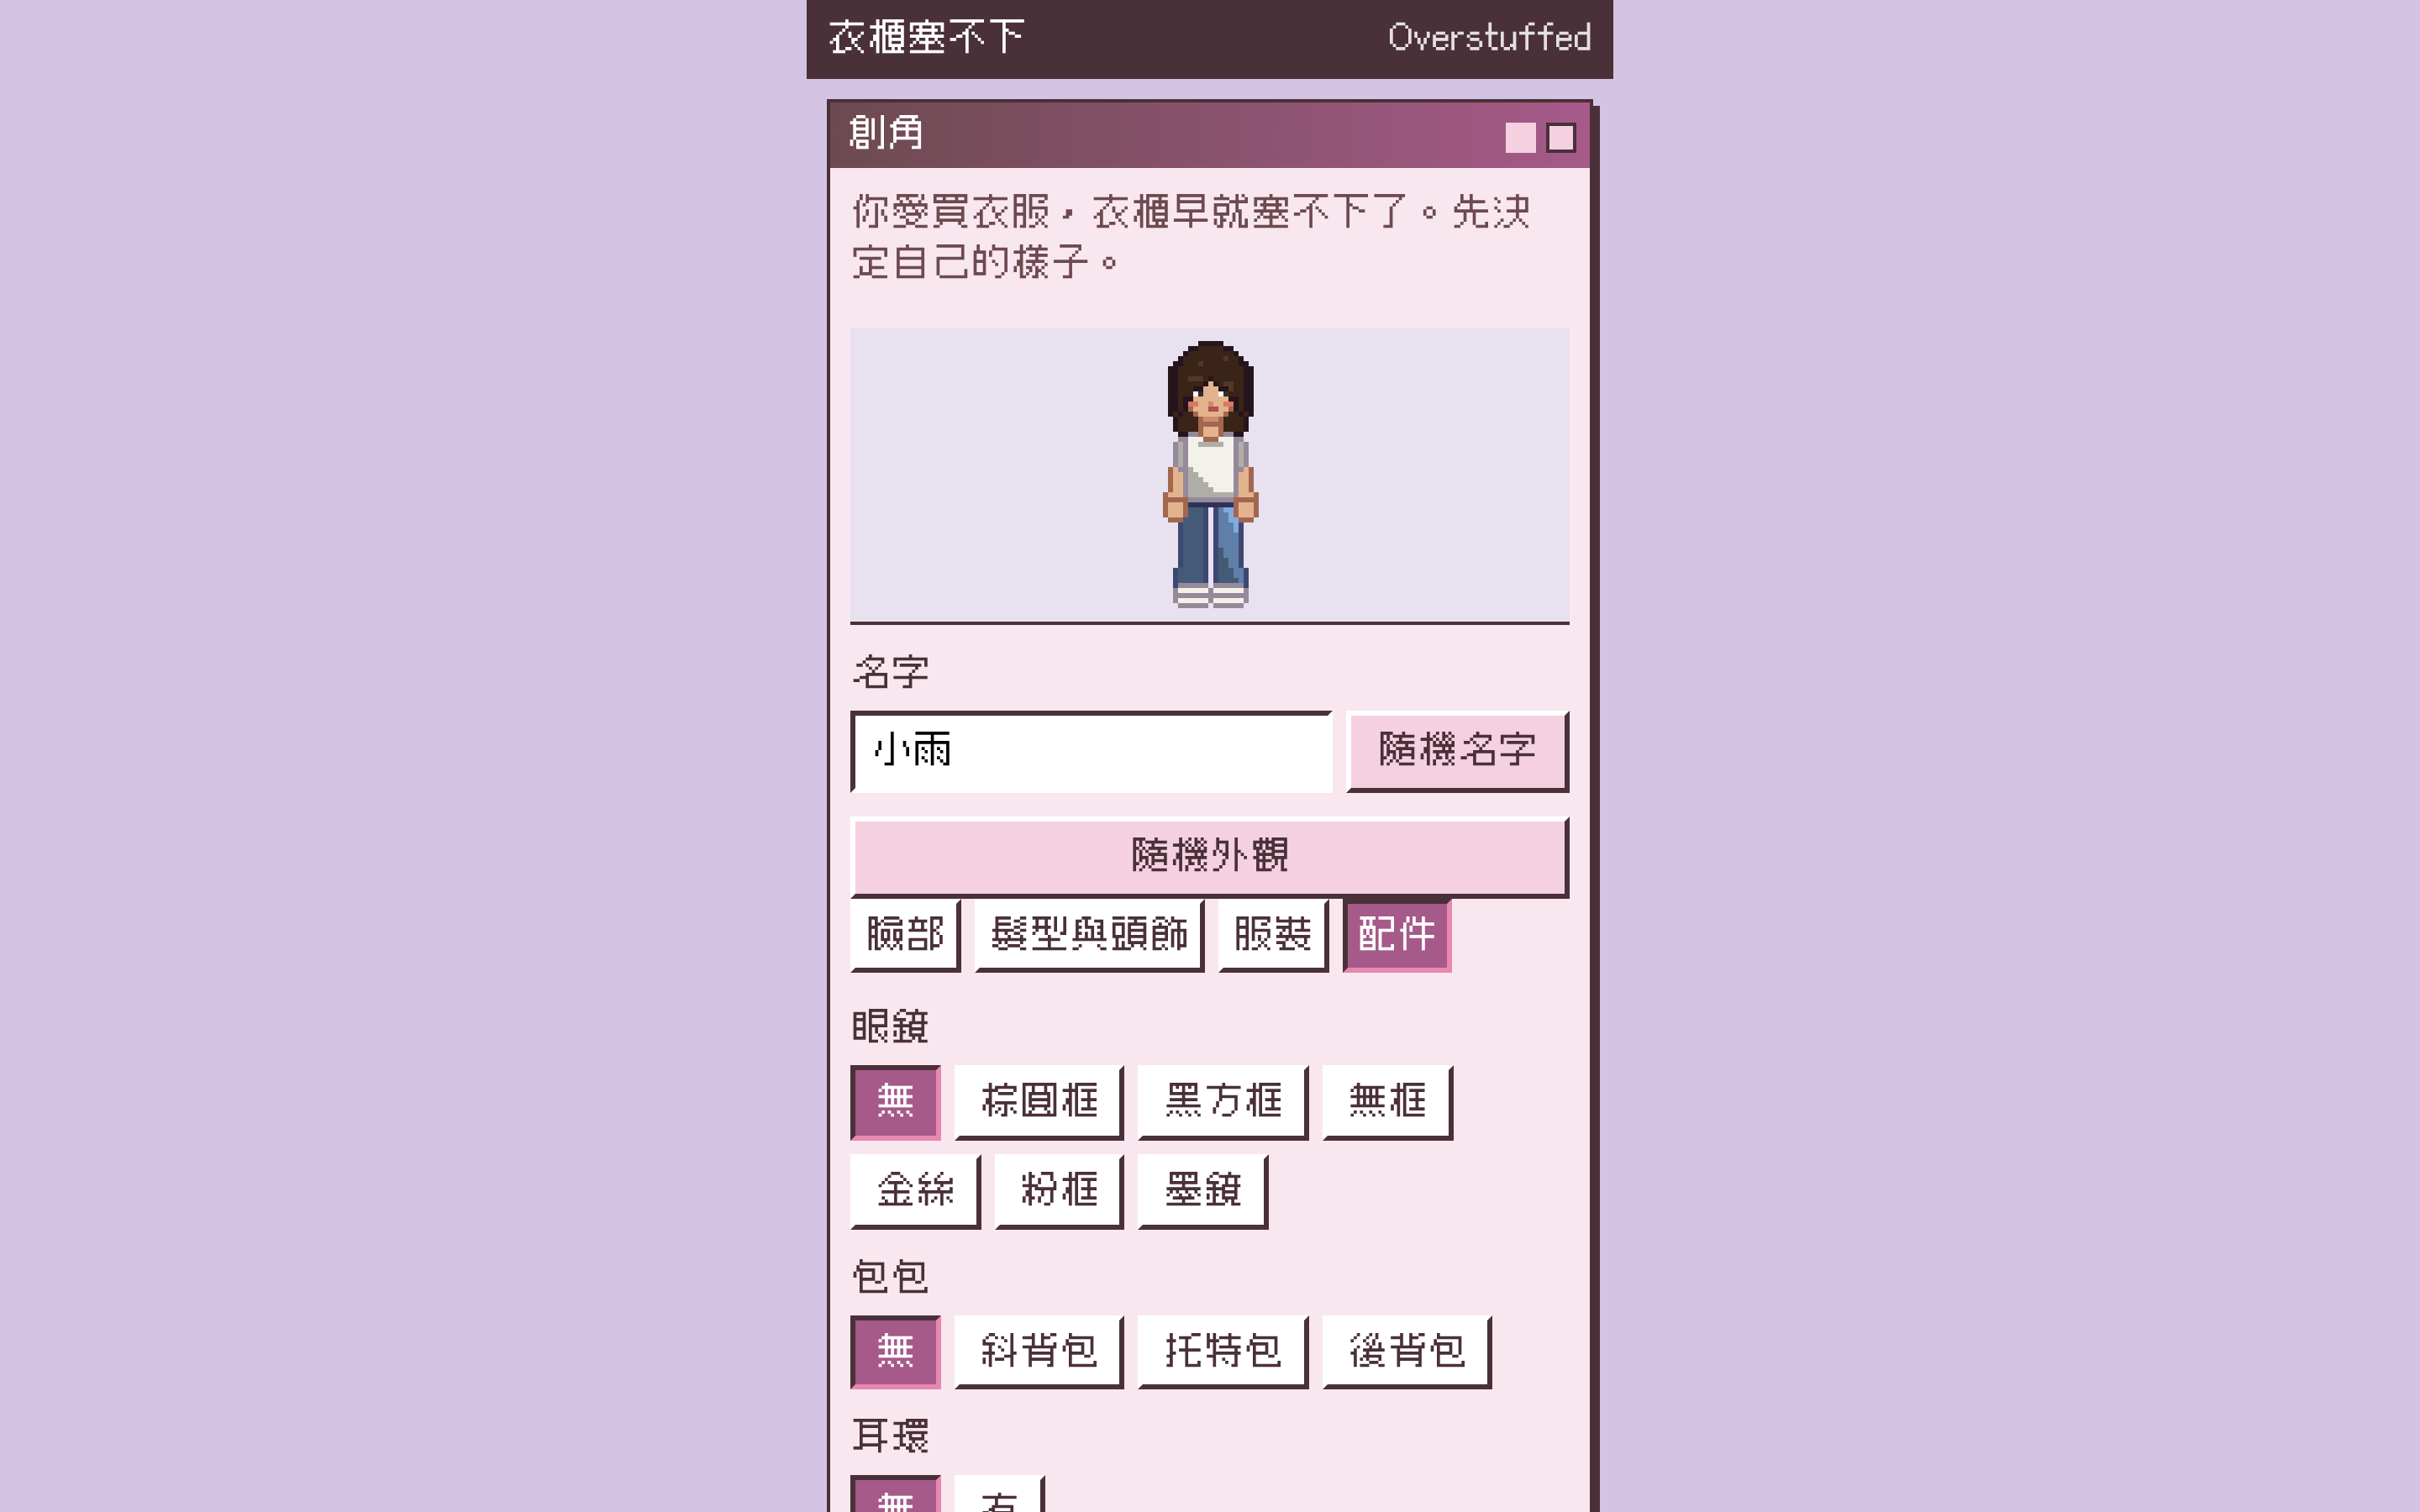 衣櫃塞不下
Overstuffed
創角
你愛買衣服，衣櫃早就塞不下了。先決
定自己的樣子。
名字
小雨
隨機名字
隨機外觀
臉部 髮型與頭飾 服裝 配件
眼鏡
無 棕圓框 黑方框 無框
金絲 粉框 墨鏡
包包
無 斜背包 托特包 後背包
耳環
無 有